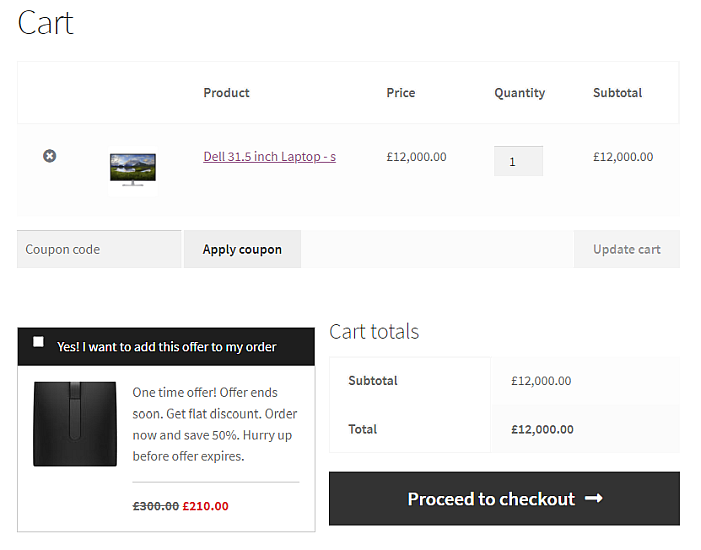 Cart
Product Price Quantity Subtotal
Dell 31.5 inch Laptop - s £12,000.00 1 £12,000.00
Coupon code Apply coupon Update cart
Yes! I want to add this offer to my order
One time offer! Offer ends
soon. Get flat discount. Order
now and save 50%. Hurry up
before offer expires.
£300.00 £210.00
Cart totals
Subtotal £12,000.00
Total £12,000.00
Proceed to checkout →